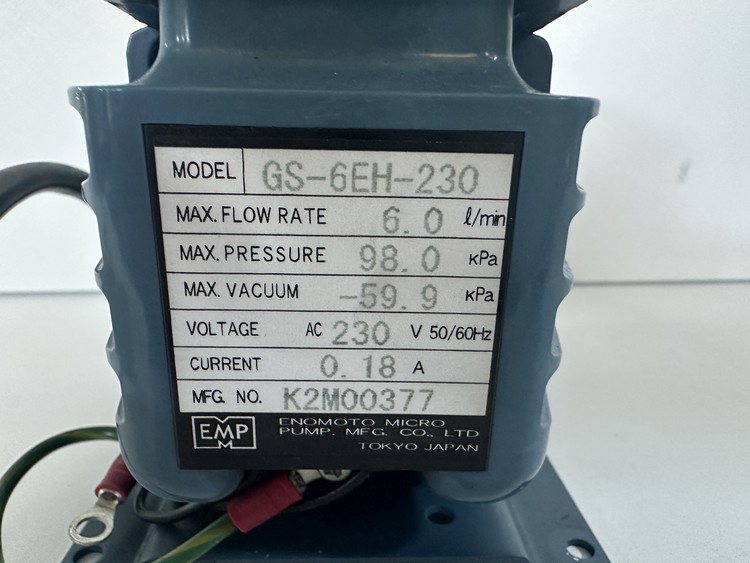 MODEL GS-6EH-230
MAX. FLOW RATE 6.0 ℓ/min
MAX. PRESSURE 98.0 KPa
MAX. VACUUM -59.9 KPa
VOLTAGE AC 230 V 50/60Hz
CURRENT 0.18 A
MFG. NO. K2M00377
EMP
ENOMOTO MICRO
PUMP. MFG. CO., LTD
TOKYO JAPAN